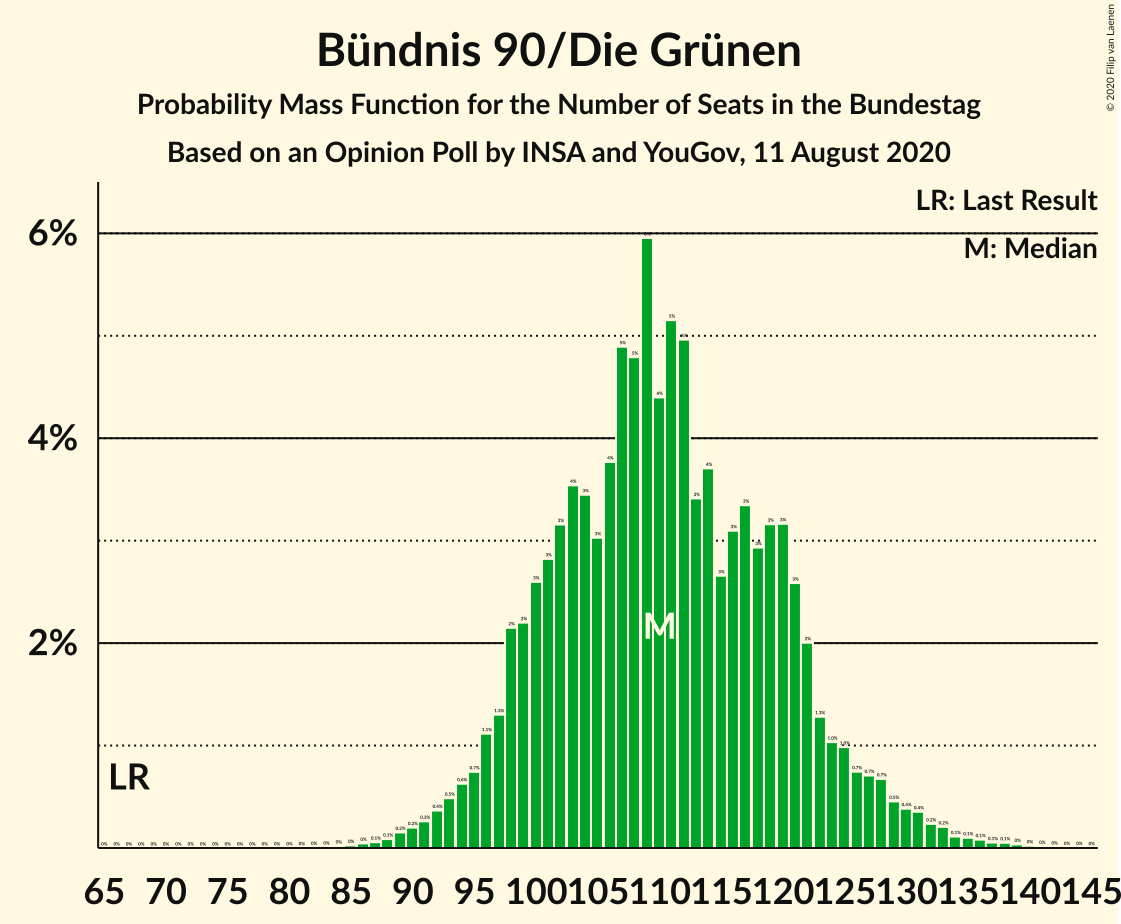 Bündnis 90/Die Grünen
Probability Mass Function for the Number of Seats in the Bundestag
Based on an Opinion Poll by INSA and YouGov, 11 August 2020
© 2020 Filip van Laenen
LR: Last Result
M: Median
6%
4%
2%
LR
M
65 70 75 80 85 90 95 100 105 110 115 120 125 130 135 140 145